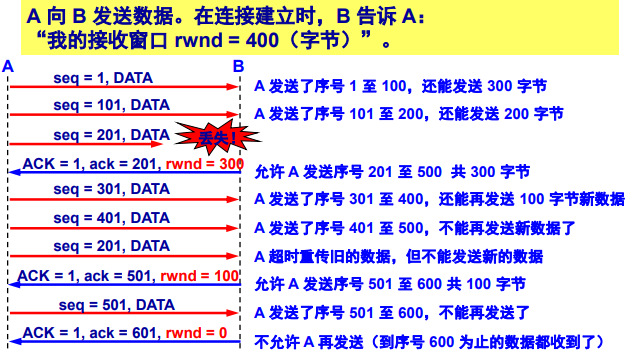 A 向 B 发送数据。在连接建立时，B 告诉 A：
“我的接收窗口 rwnd = 400（字节）”。
A B
seq = 1, DATA A 发送了序号 1 至 100，还能发送 300 字节
seq = 101, DATA A 发送了序号 101 至 200，还能发送 200 字节
seq = 201, DATA 丢失！
ACK = 1, ack = 201, rwnd = 300 允许 A 发送序号 201 至 500 共 300 字节
seq = 301, DATA A 发送了序号 301 至 400，还能再发送 100 字节新数据
seq = 401, DATA A 发送了序号 401 至 500，不能再发送新数据了
seq = 201, DATA A 超时重传旧的数据，但不能发送新的数据
ACK = 1, ack = 501, rwnd = 100 允许 A 发送序号 501 至 600 共 100 字节
seq = 501, DATA A 发送了序号 501 至 600，不能再发送了
ACK = 1, ack = 601, rwnd = 0 不允许 A 再发送（到序号 600 为止的数据都收到了）